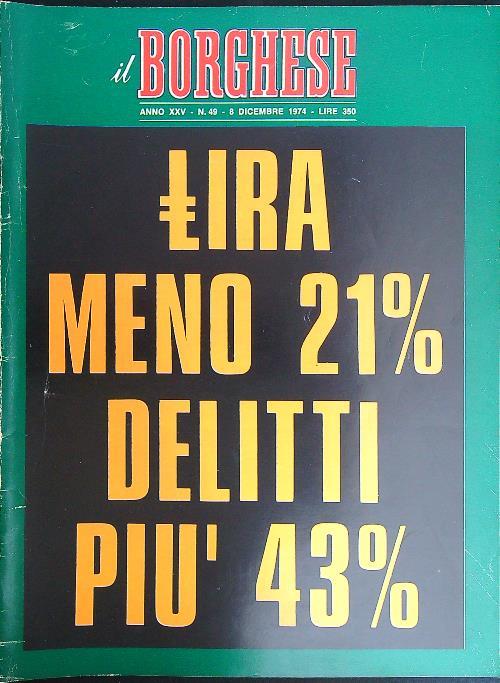 il BORGHESE
ANNO XXV - N. 49 - 8 DICEMBRE 1974 - LIRE 350
₤IRA
MENO 21%
DELITTI
PIU' 43%